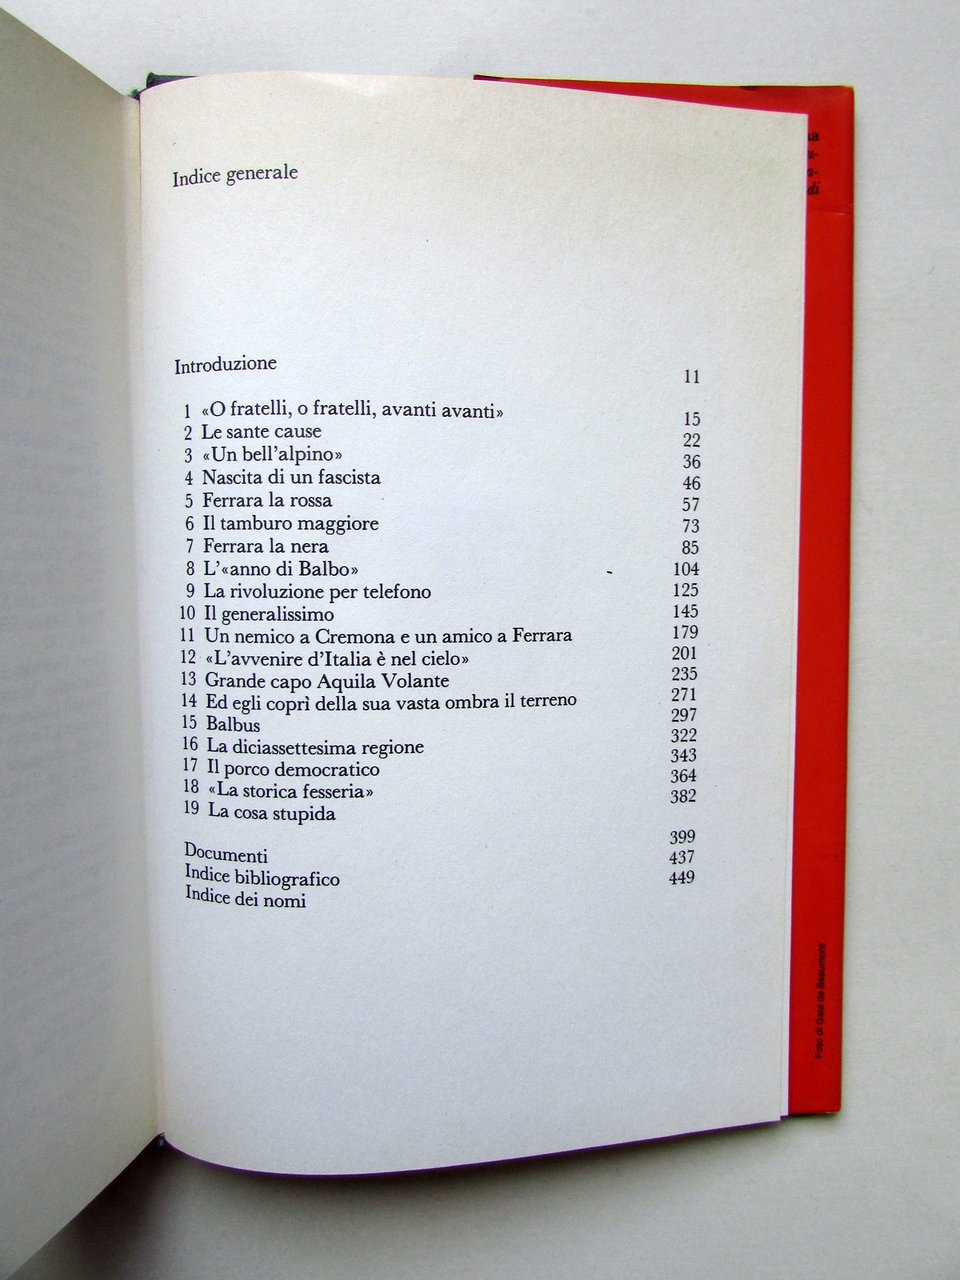 Indice generale
Introduzione 11
1 «O fratelli, o fratelli, avanti avanti» 15
2 Le sante cause 22
3 «Un bell'alpino» 36
4 Nascita di un fascista 46
5 Ferrara la rossa 57
6 Il tamburo maggiore 73
7 Ferrara la nera 85
8 L'«anno di Balbo» 104
9 La rivoluzione per telefono 125
10 Il generalissimo 145
11 Un nemico a Cremona e un amico a Ferrara 179
12 «L'avvenire d'Italia è nel cielo» 201
13 Grande capo Aquila Volante 235
14 Ed egli coprì della sua vasta ombra il terreno 271
15 Balbus 297
16 La diciassettesima regione 322
17 Il porco democratico 343
18 «La storica fesseria» 364
19 La cosa stupida 382
Documenti 399
Indice bibliografico 437
Indice dei nomi 449
di
Foto di de Beaumont